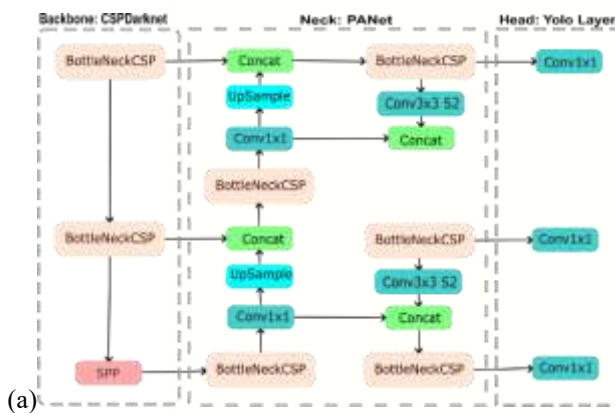 Backbone: CSPDarknet Neck: PANet Head: Yolo Layer
BottleNeckCSP Concat BottleNeckCSP Conv1x1
UpSample Conv3x3 S2
Conv1x1 Concat
BottleNeckCSP
BottleNeckCSP Concat BottleNeckCSP Conv1x1
UpSample Conv3x3 S2
Conv1x1 Concat
SPP BottleNeckCSP BottleNeckCSP Conv1x1
(a)